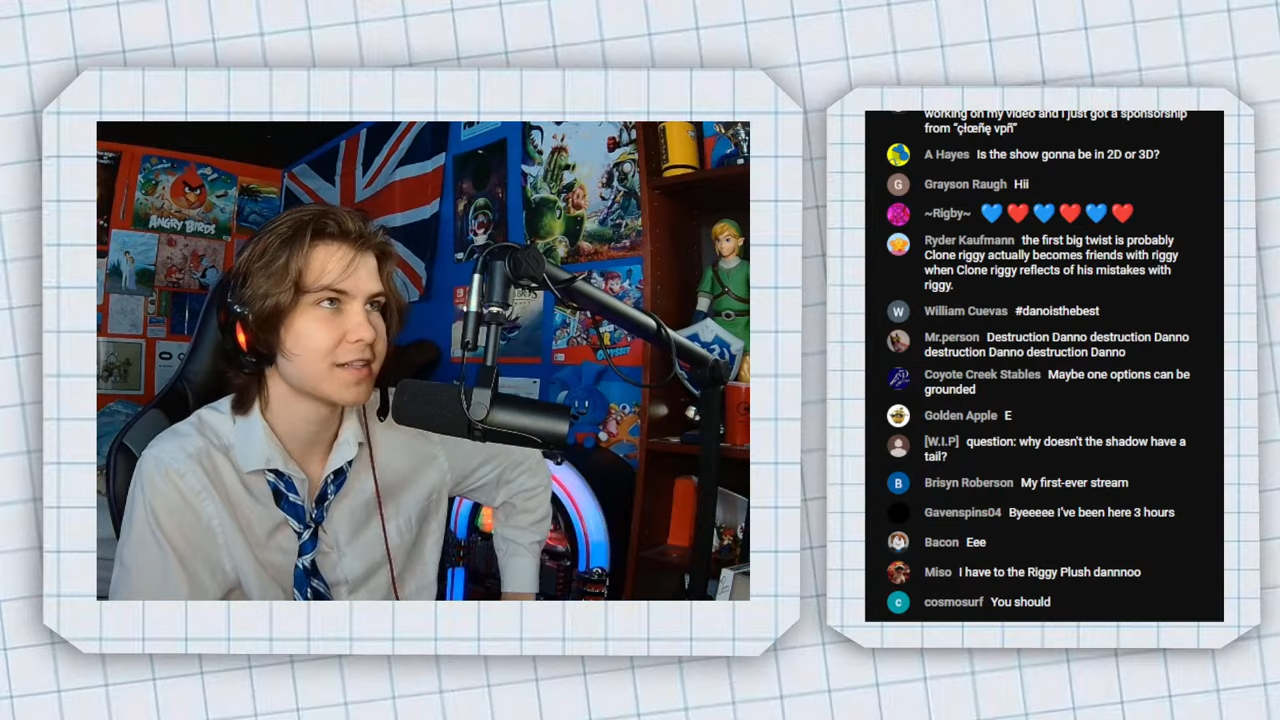 ANGRY BIRDS
ODYSSEY
working on my video and I just got a sponsorship
from “çłœñę vpñ”
A Hayes Is the show gonna be in 2D or 3D?
Grayson Raugh Hii
~Rigby~ 💙❤️💙❤️💙❤️
Ryder Kaufmann the first big twist is probably
Clone riggy actually becomes friends with riggy
when Clone riggy reflects of his mistakes with
riggy.
William Cuevas #danoisthebest
Mr.person Destruction Danno destruction Danno
destruction Danno destruction Danno
Coyote Creek Stables Maybe one options can be
grounded
Golden Apple E
[W.I.P] question: why doesn't the shadow have a
tail?
Brisyn Roberson My first-ever stream
Gavenspins04 Byeeeee I've been here 3 hours
Bacon Eee
Miso I have to the Riggy Plush dannnoo
cosmosurf You should